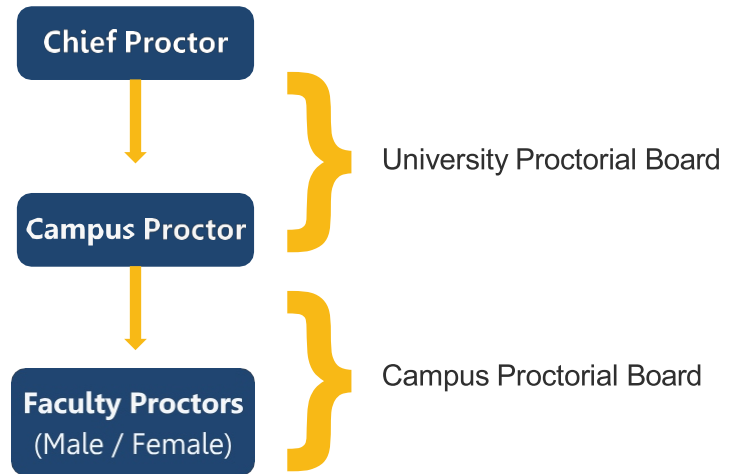 Chief Proctor
University Proctorial Board
Campus Proctor
Campus Proctorial Board
Faculty Proctors
(Male / Female)